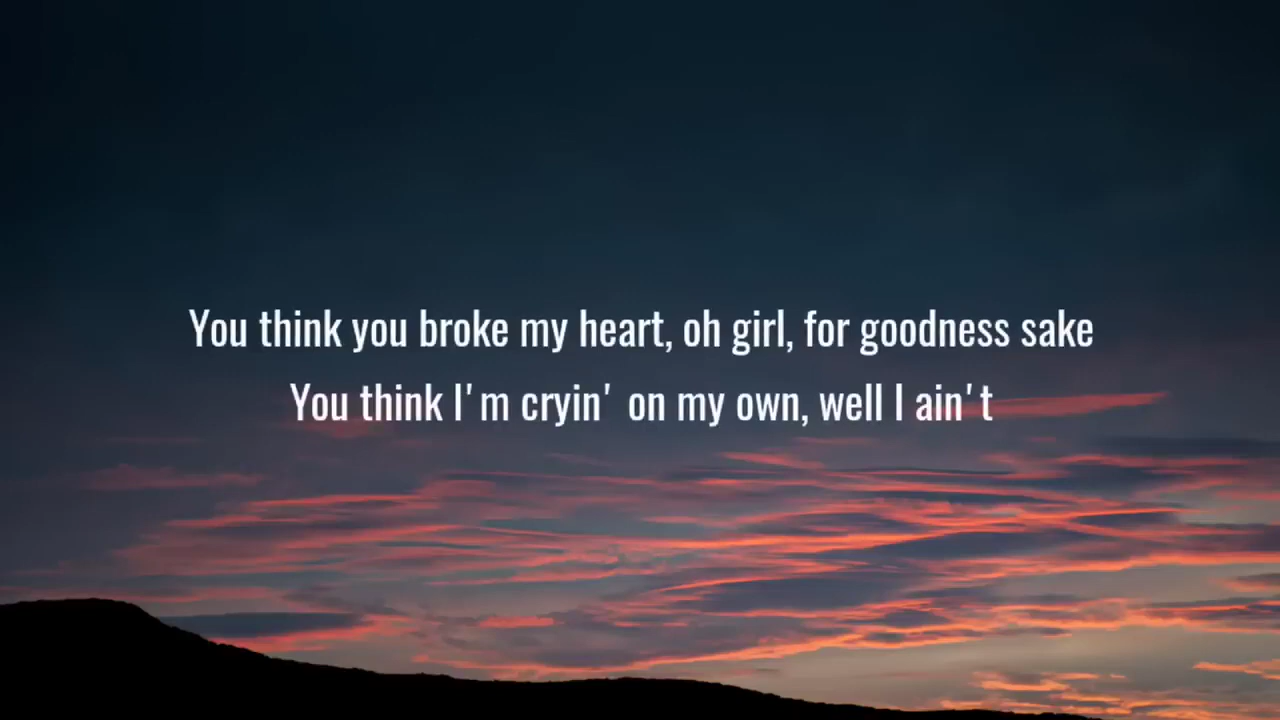 You think you broke my heart, oh girl, for goodness sake
You think I'm cryin' on my own, well I ain't